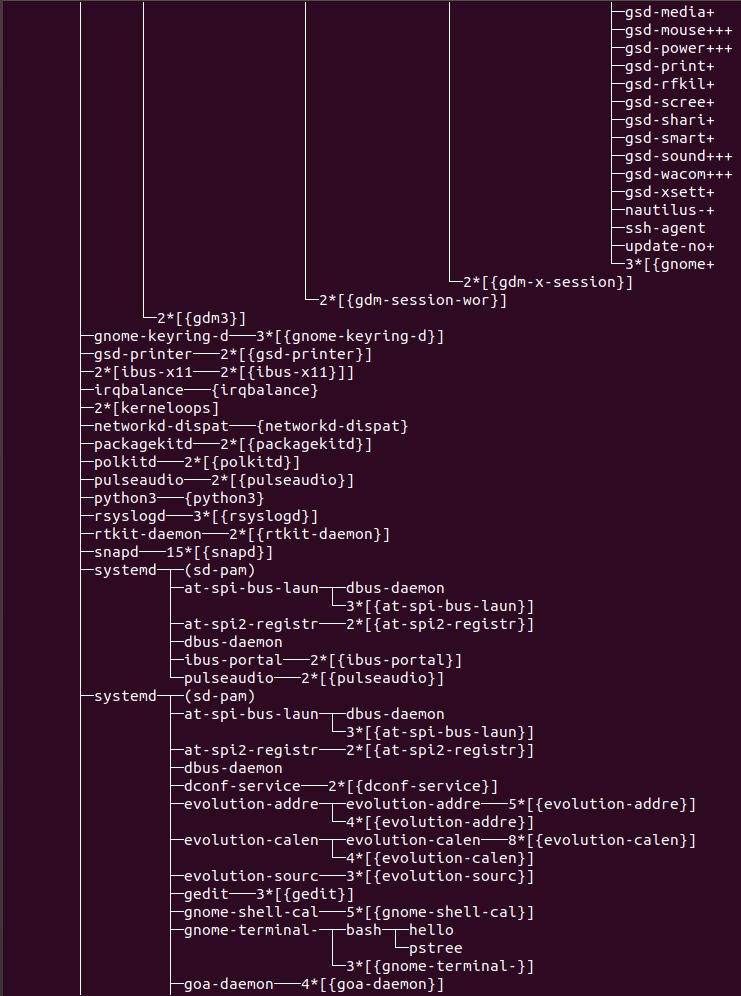 gsd-media+
gsd-mouse+++
gsd-power+++
gsd-print+
gsd-rfkil+
gsd-scree+
gsd-shari+
gsd-smart+
gsd-sound+++
gsd-wacom+++
gsd-xsett+
nautilus-+
ssh-agent
update-no+
3*[{gnome+
2*[{gdm-x-session}]
2*[{gdm-session-wor}]
2*[{gdm3}]
gnome-keyring-d───3*[{gnome-keyring-d}]
gsd-printer───2*[{gsd-printer}]
2*[ibus-x11───2*[{ibus-x11}]]
irqbalance───{irqbalance}
2*[kerneloops]
networkd-dispat───{networkd-dispat}
packagekitd───2*[{packagekitd}]
polkitd───2*[{polkitd}]
pulseaudio───2*[{pulseaudio}]
python3───{python3}
rsyslogd───3*[{rsyslogd}]
rtkit-daemon───2*[{rtkit-daemon}]
snapd───15*[{snapd}]
systemd─┬─(sd-pam)
├─at-spi-bus-laun─┬─dbus-daemon
└─3*[{at-spi-bus-laun}]
├─at-spi2-registr───2*[{at-spi2-registr}]
├─dbus-daemon
├─ibus-portal───2*[{ibus-portal}]
└─pulseaudio───2*[{pulseaudio}]
systemd─┬─(sd-pam)
├─at-spi-bus-laun─┬─dbus-daemon
└─3*[{at-spi-bus-laun}]
├─at-spi2-registr───2*[{at-spi2-registr}]
├─dbus-daemon
├─dconf-service───2*[{dconf-service}]
├─evolution-addre─┬─evolution-addre───5*[{evolution-addre}]
└─4*[{evolution-addre}]
├─evolution-calen─┬─evolution-calen───8*[{evolution-calen}]
└─4*[{evolution-calen}]
├─evolution-sourc───3*[{evolution-sourc}]
├─gedit───3*[{gedit}]
├─gnome-shell-cal───5*[{gnome-shell-cal}]
├─gnome-terminal-─┬─bash─┬─hello
└─pstree
└─3*[{gnome-terminal-}]
├─goa-daemon───4*[{goa-daemon}]